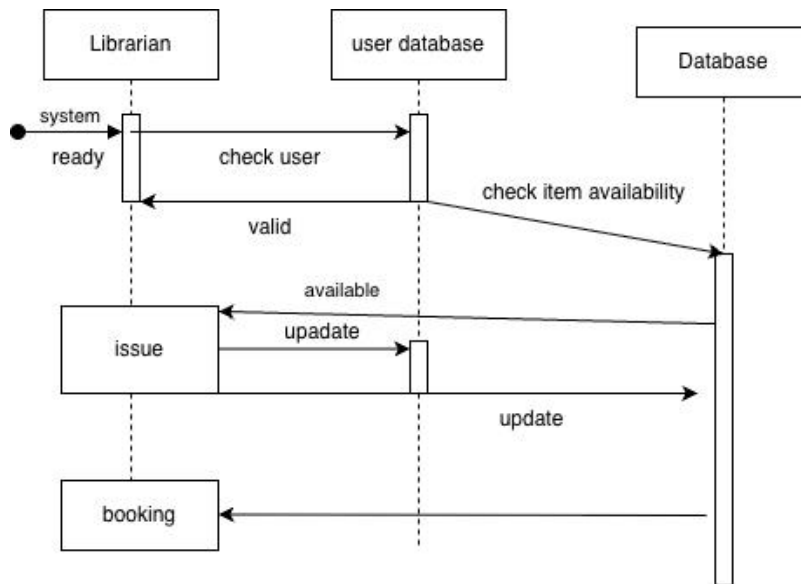 Librarian
user database
Database
system
ready
check user
check item availability
valid
available
issue
upadate
update
booking